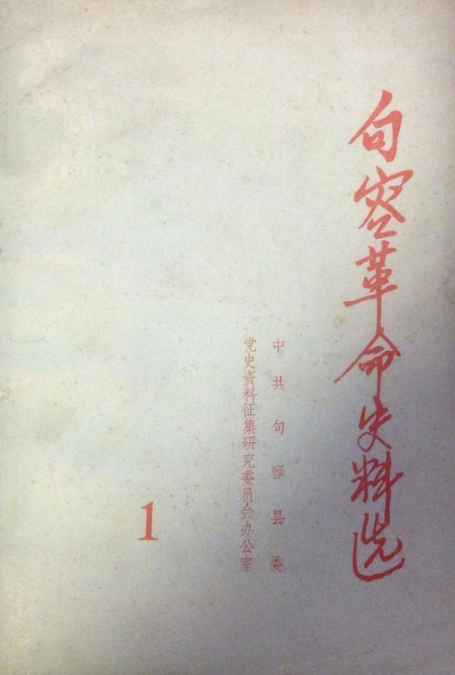 句容革命史料选
中共句容县委
党史资料征集研究委员会办公室
1